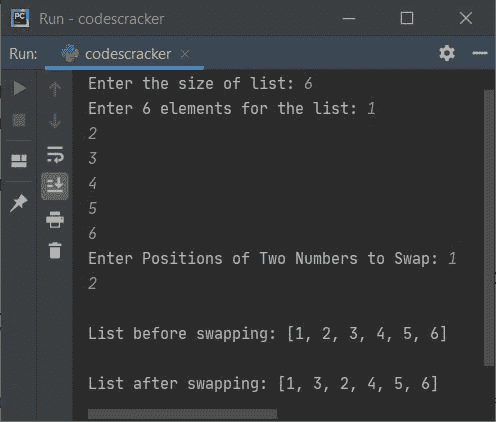 PC
Run - codescracker
Run:
codescracker
Enter the size of list: 6
Enter 6 elements for the list: 1
2
3
4
5
6
Enter Positions of Two Numbers to Swap: 1
2
List before swapping: [1, 2, 3, 4, 5, 6]
List after swapping: [1, 3, 2, 4, 5, 6]